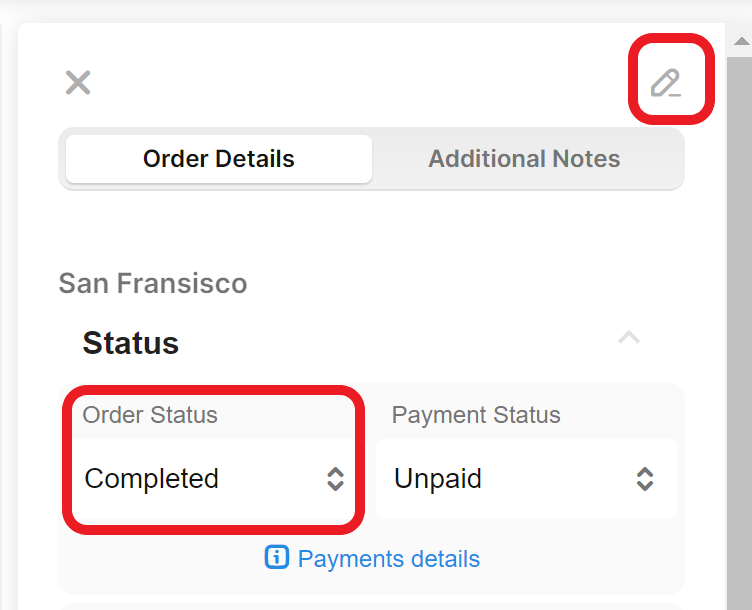 Order Details
Additional Notes
San Fransisco
Status
Order Status
Payment Status
Completed
Unpaid
Payments details